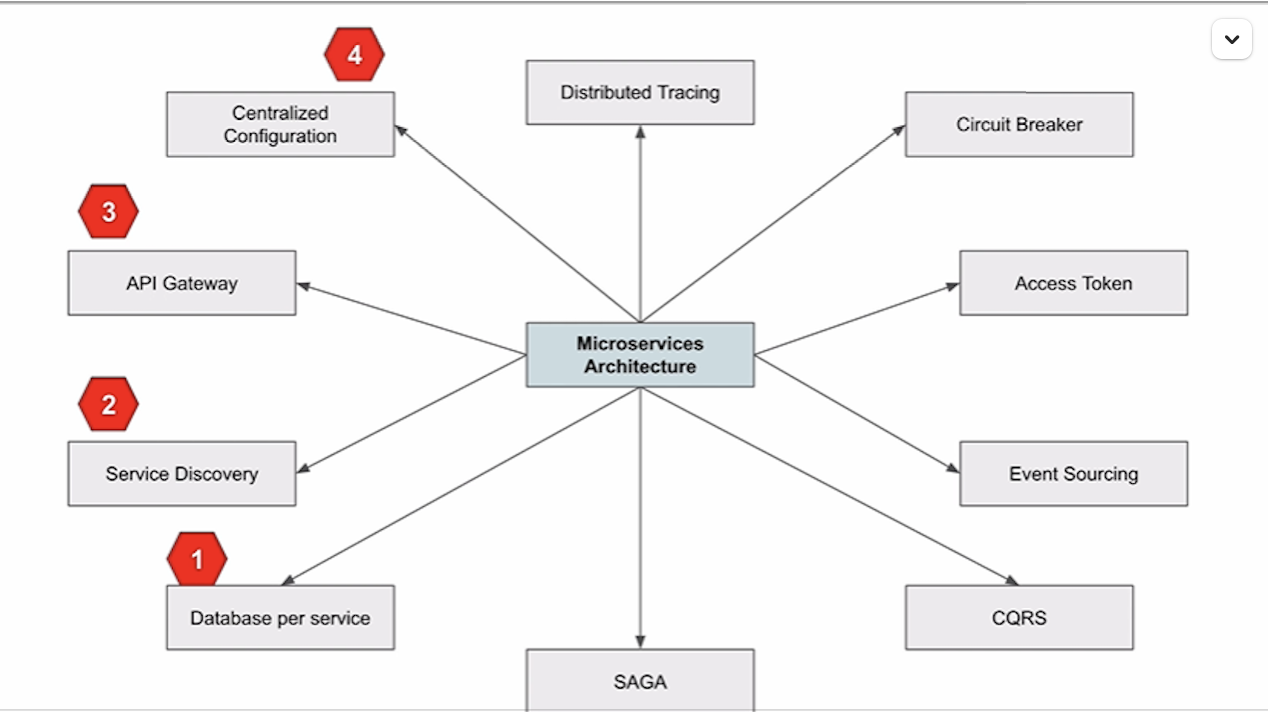 4
Distributed Tracing
Centralized
Configuration
Circuit Breaker
3
API Gateway
Access Token
Microservices
Architecture
2
Service Discovery
Event Sourcing
1
Database per service
CQRS
SAGA